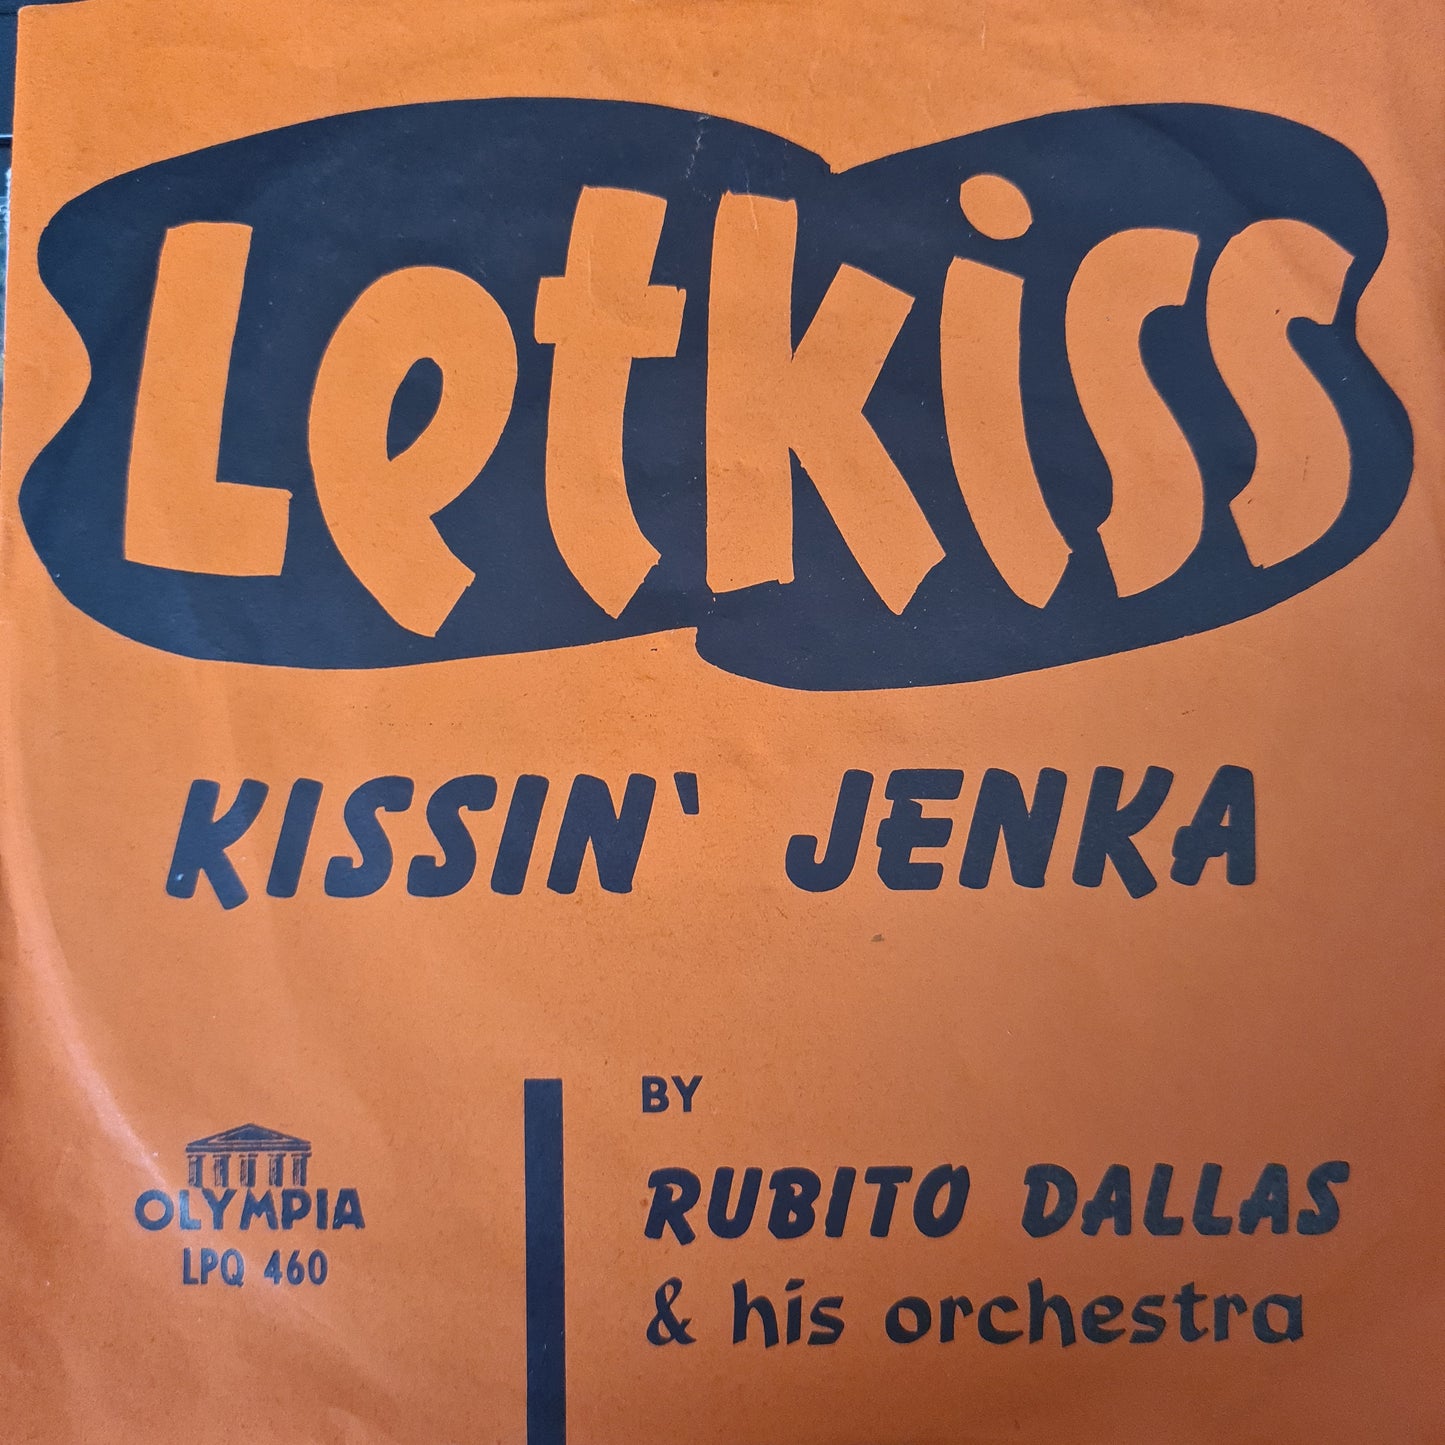 Letkiss
KISSIN' JENKA
BY
RUBITO DALLAS
& his orchestra
OLYMPIA
LPQ 460